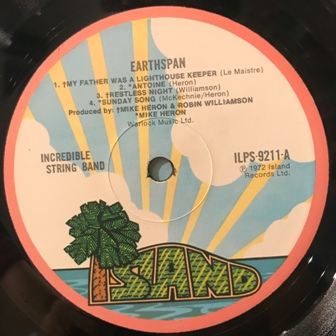 EARTHSPAN
1. †MY FATHER WAS A LIGHTHOUSE KEEPER (Le Maistre)
2. *ANTOINE (Heron)
3. †RESTLESS NIGHT (Williamson)
4. *SUNDAY SONG (McKechnie/Heron)
Produced by: †MIKE HERON & ROBIN WILLIAMSON
*MIKE HERON
Warlock Music Ltd.
INCREDIBLE
STRING BAND
ILPS-9211-A
℗ 1972 Island
Records Ltd.
ISLAND